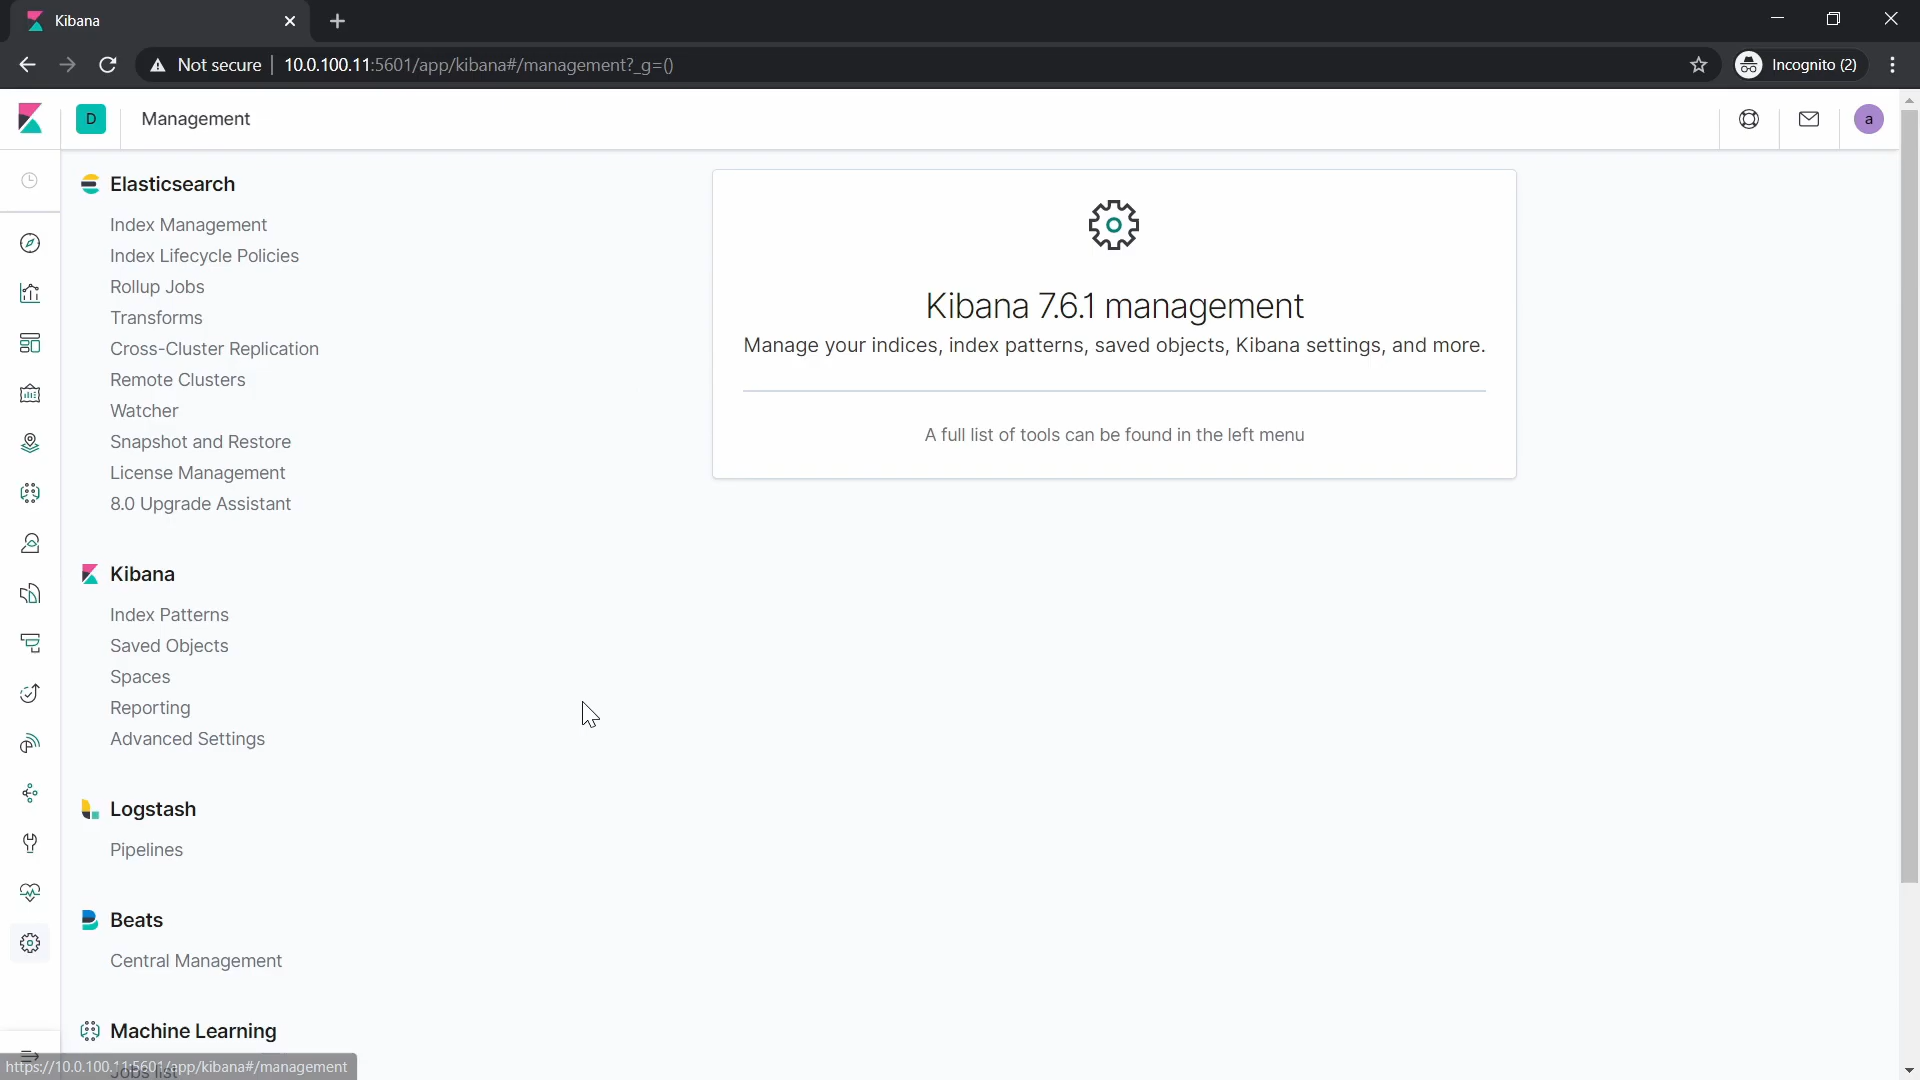 Kibana
Not secure
10.0.100.11:5601/app/kibana#/management?_g=()
Incognito (2)
D
Management
a
Elasticsearch
Index Management
Index Lifecycle Policies
Rollup Jobs
Transforms
Cross-Cluster Replication
Remote Clusters
Watcher
Snapshot and Restore
License Management
8.0 Upgrade Assistant
Kibana
Index Patterns
Saved Objects
Spaces
Reporting
Advanced Settings
Logstash
Pipelines
Beats
Central Management
Machine Learning
Jobs list
https://10.0.100.11:5601/app/kibana#/management
Kibana 7.6.1 management
Manage your indices, index patterns, saved objects, Kibana settings, and more.
A full list of tools can be found in the left menu